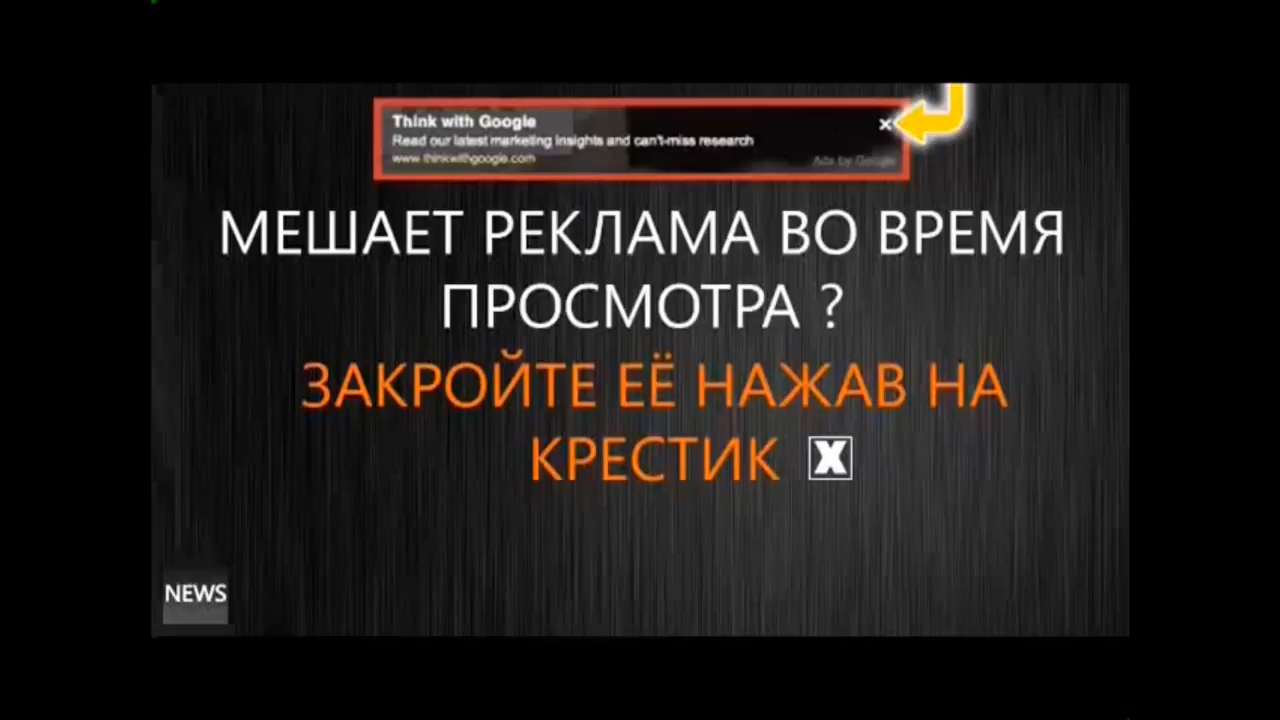 Think with Google
Read our latest marketing insights and can't-miss research
www.thinkwithgoogle.com
Ads by Google
МЕШАЕТ РЕКЛАМА ВО ВРЕМЯ
ПРОСМОТРА ?
ЗАКРОЙТЕ ЕЁ НАЖАВ НА
КРЕСТИК X
NEWS